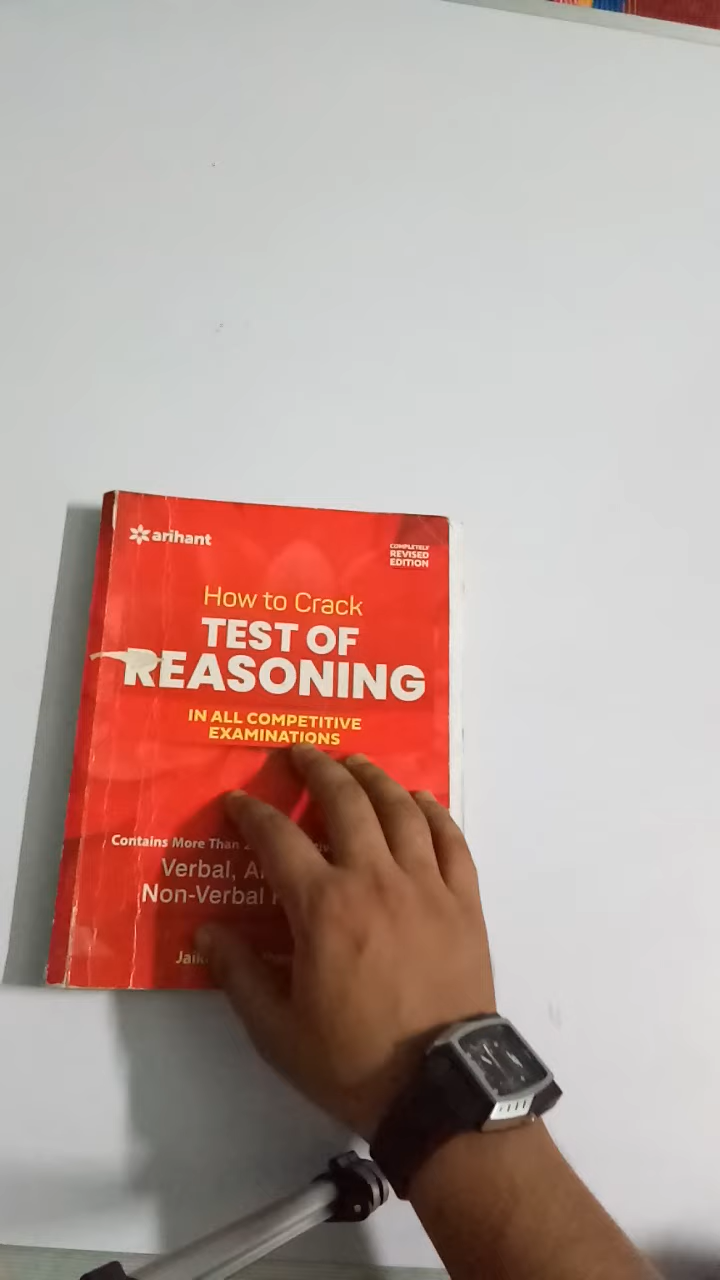 arihant
COMPLETELY
REVISED
EDITION
How to Crack
TEST OF
REASONING
IN ALL COMPETITIVE
EXAMINATIONS
Contains More Than
Verbal,
Non-Verbal